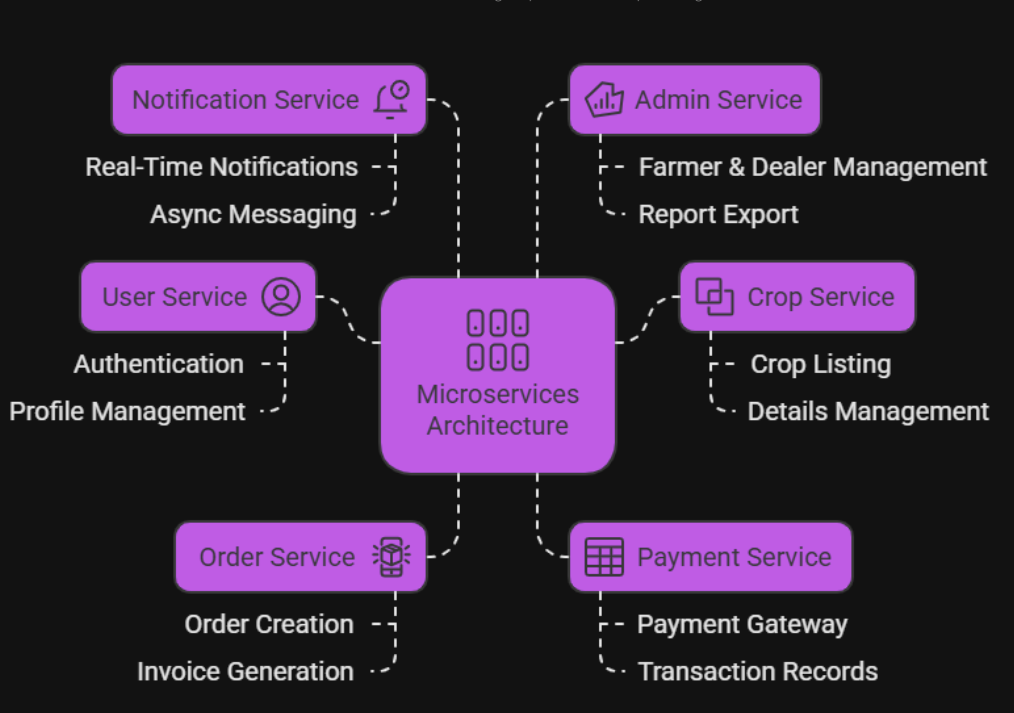 Notification Service
Real-Time Notifications
Async Messaging
Admin Service
Farmer & Dealer Management
Report Export
User Service
Authentication
Profile Management
Microservices
Architecture
Crop Service
Crop Listing
Details Management
Order Service
Order Creation
Invoice Generation
Payment Service
Payment Gateway
Transaction Records